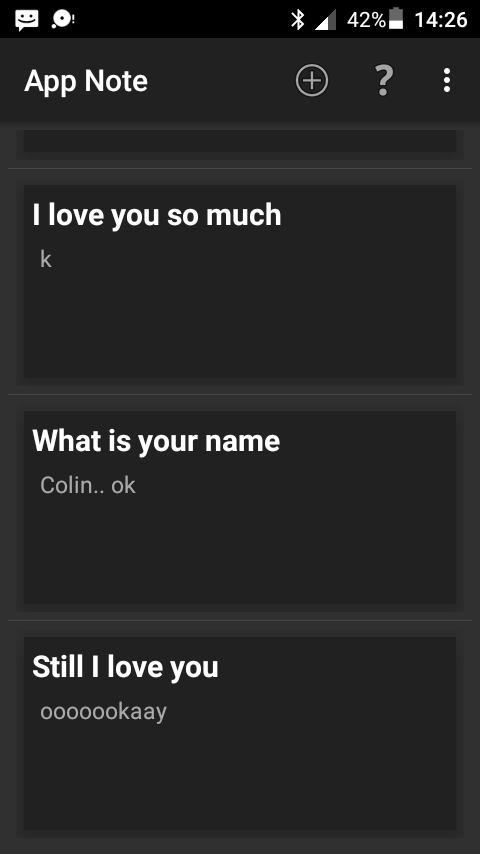 42% 14:26
App Note
I love you so much
k
What is your name
Colin.. ok
Still I love you
ooooookaay